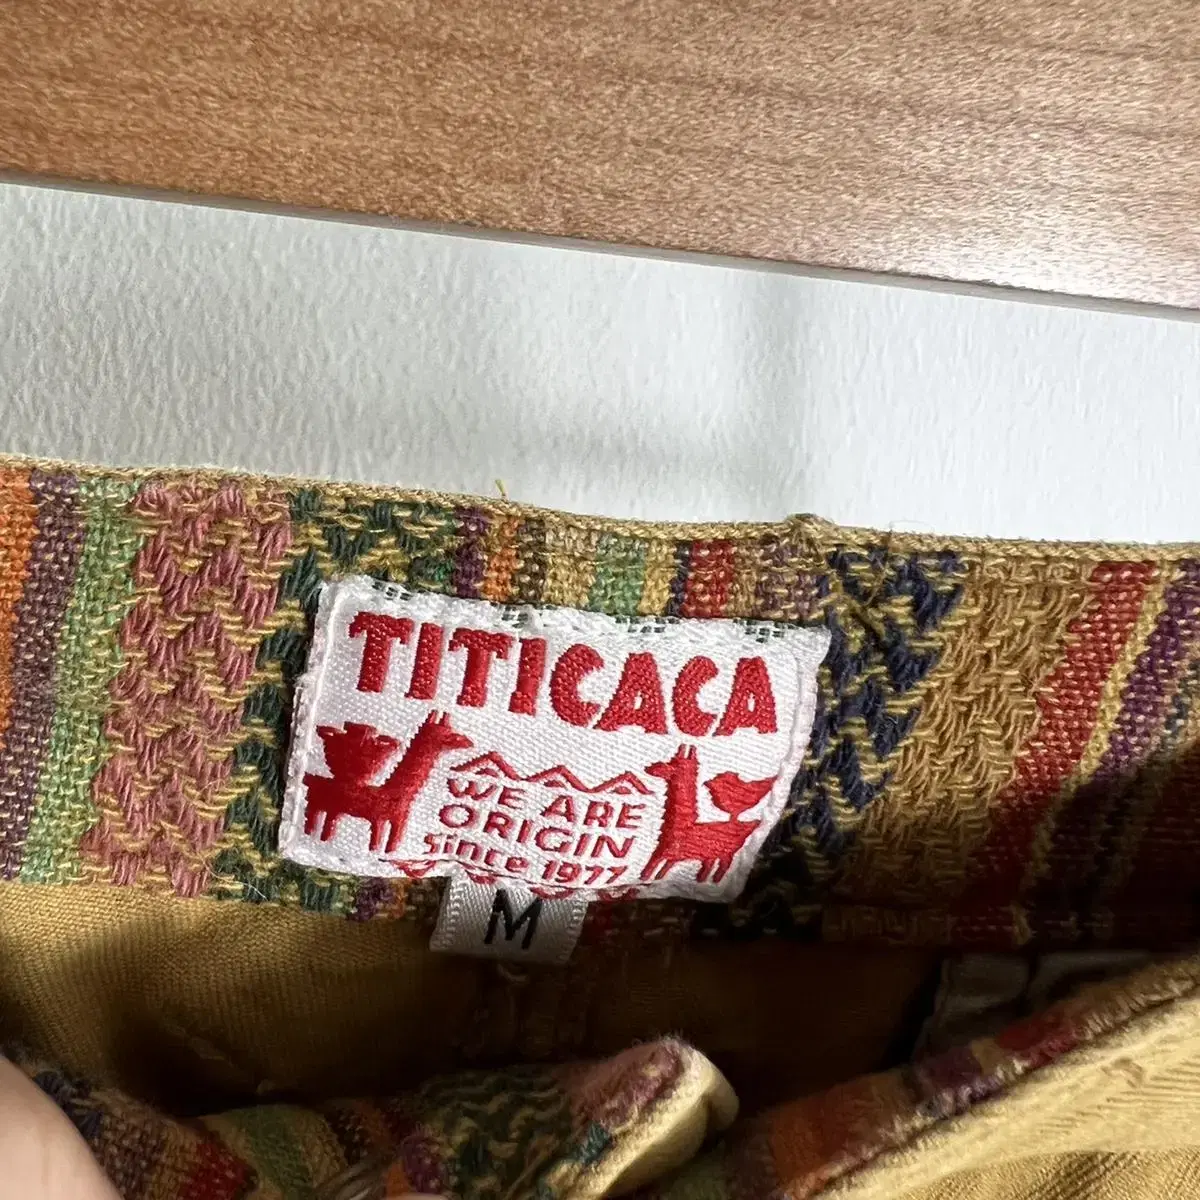 TITICACA
WE ARE
ORIGIN
Since 1977
M